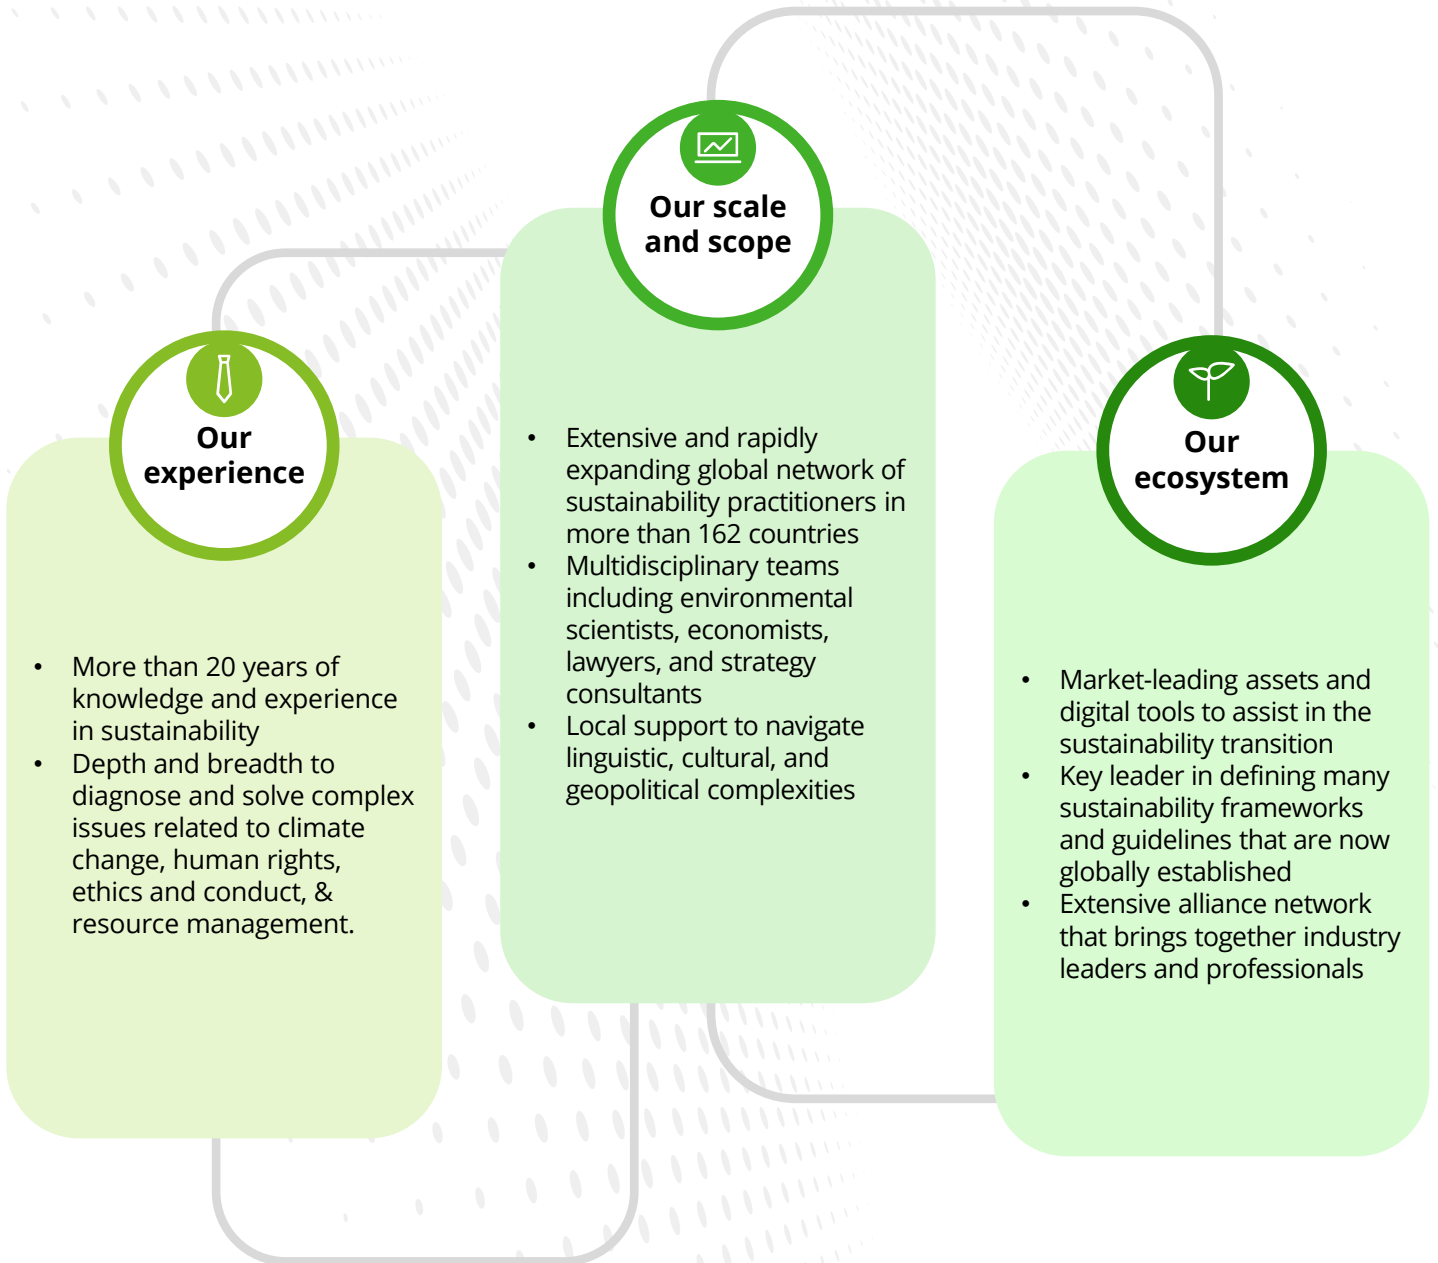 Our
experience
• More than 20 years of
knowledge and experience
in sustainability
• Depth and breadth to
diagnose and solve complex
issues related to climate
change, human rights,
ethics and conduct, &
resource management.
Our scale
and scope
• Extensive and rapidly
expanding global network of
sustainability practitioners in
more than 162 countries
• Multidisciplinary teams
including environmental
scientists, economists,
lawyers, and strategy
consultants
• Local support to navigate
linguistic, cultural, and
geopolitical complexities
Our
ecosystem
• Market-leading assets and
digital tools to assist in the
sustainability transition
• Key leader in defining many
sustainability frameworks
and guidelines that are now
globally established
• Extensive alliance network
that brings together industry
leaders and professionals